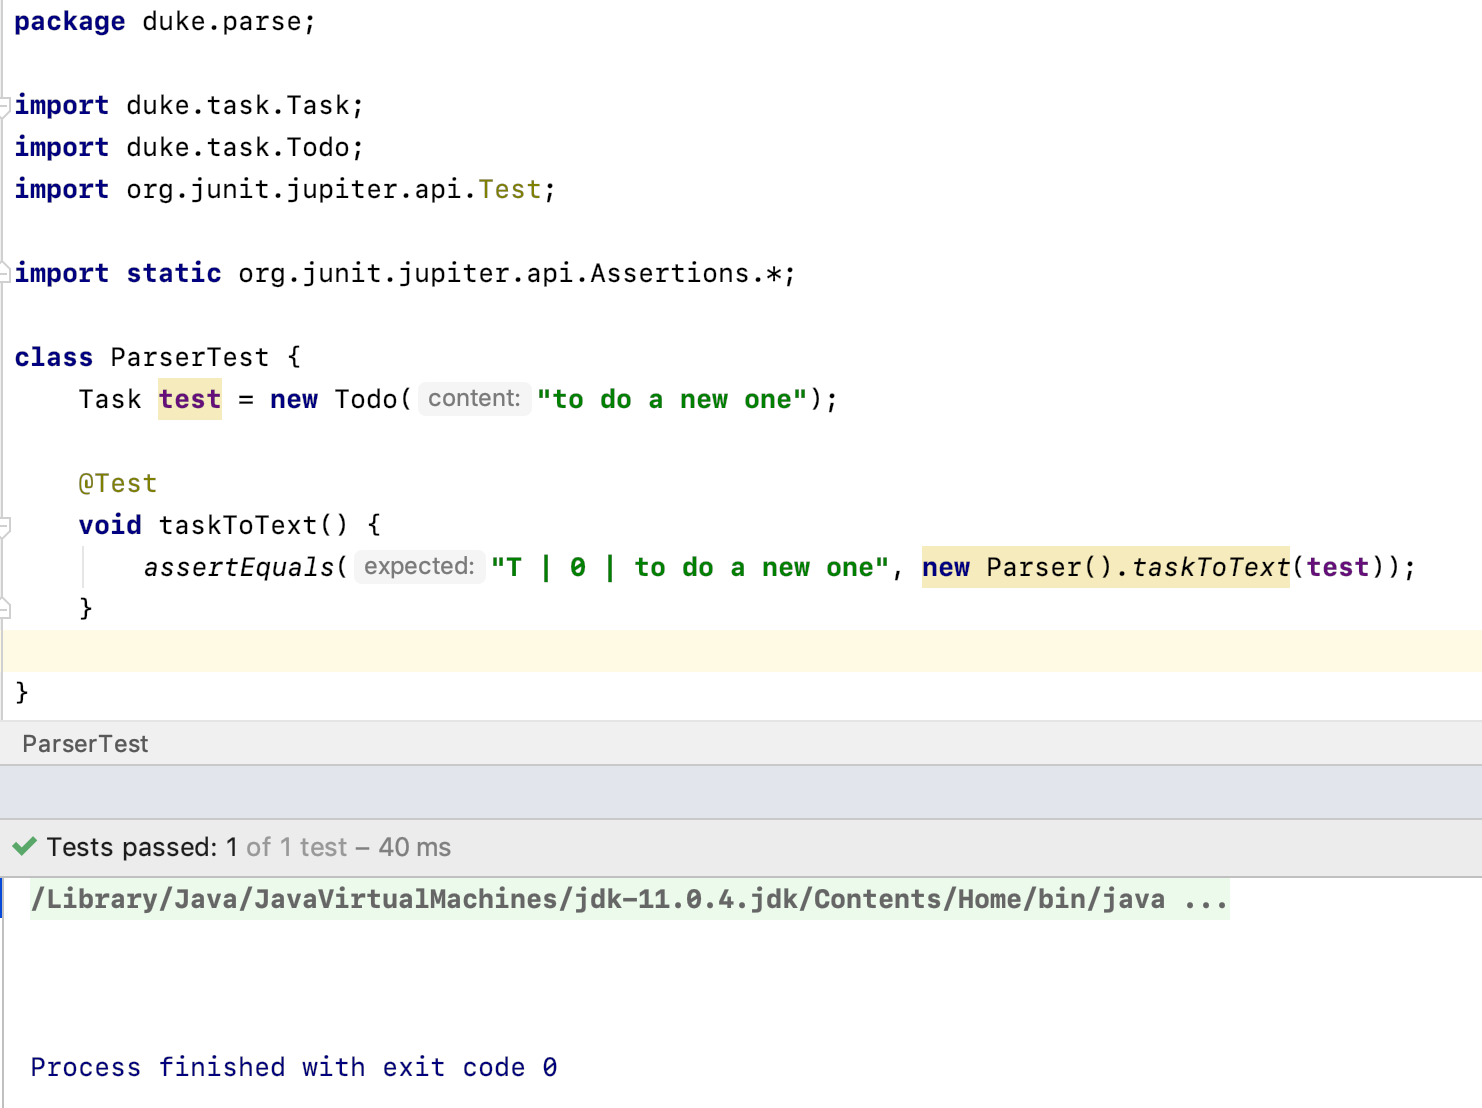 package duke.parse;
import duke.task.Task;
import duke.task.Todo;
import org.junit.jupiter.api.Test;
import static org.junit.jupiter.api.Assertions.*;
class ParserTest {
Task test = new Todo( content: "to do a new one");
@Test
void taskToText() {
assertEquals( expected: "T | 0 | to do a new one", new Parser().taskToText(test));
}
}
ParserTest
Tests passed: 1 of 1 test – 40 ms
/Library/Java/JavaVirtualMachines/jdk-11.0.4.jdk/Contents/Home/bin/java ...
Process finished with exit code 0